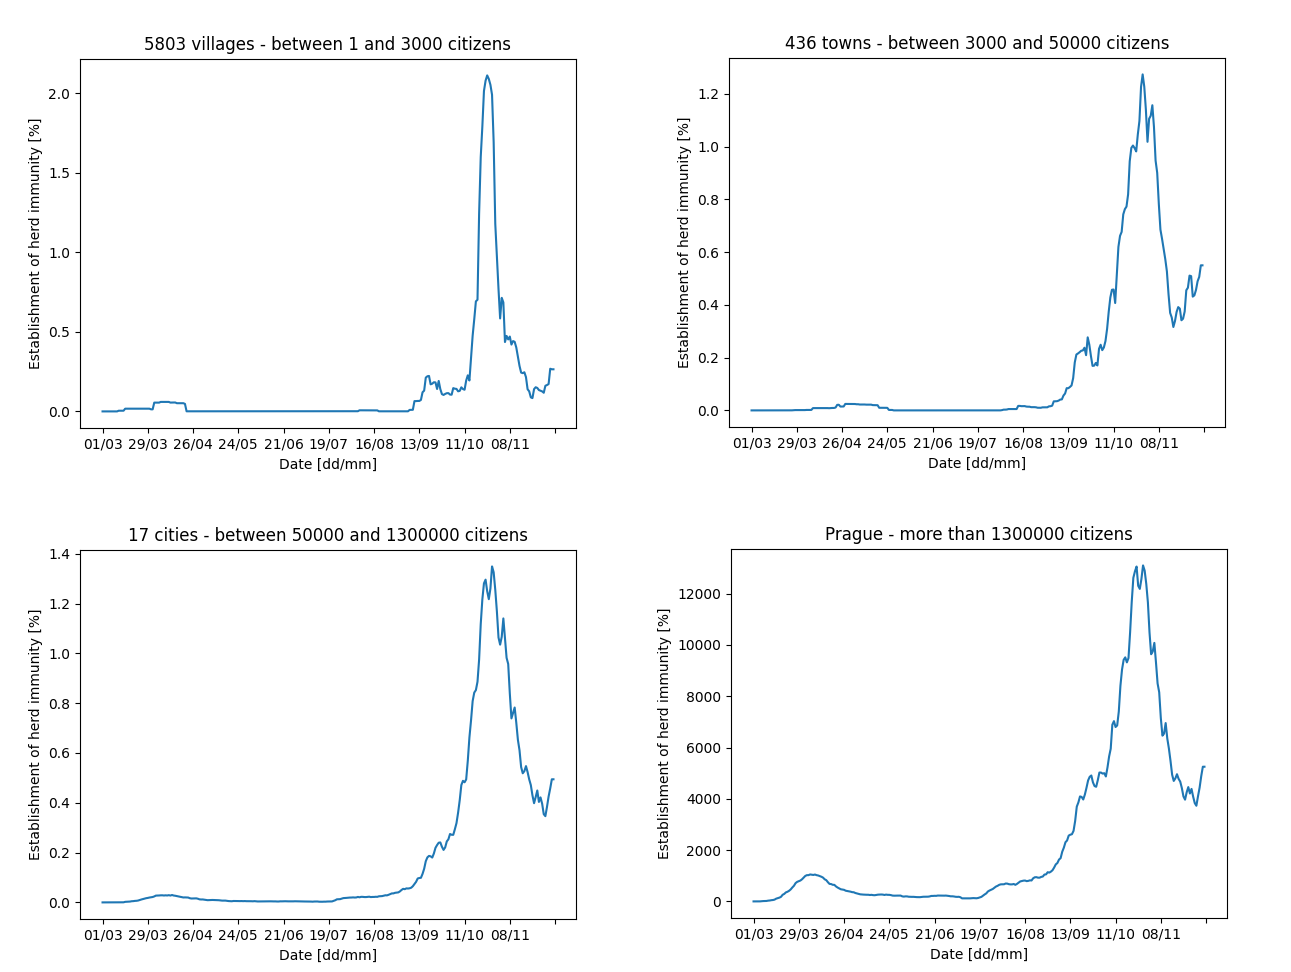 5803 villages - between 1 and 3000 citizens
Establishment of herd immunity [%]
2.0
1.5
1.0
0.5
0.0
01/03 29/03 26/04 24/05 21/06 19/07 16/08 13/09 11/10 08/11
Date [dd/mm]
436 towns - between 3000 and 50000 citizens
Establishment of herd immunity [%]
1.2
1.0
0.8
0.6
0.4
0.2
0.0
01/03 29/03 26/04 24/05 21/06 19/07 16/08 13/09 11/10 08/11
Date [dd/mm]
17 cities - between 50000 and 1300000 citizens
Establishment of herd immunity [%]
1.4
1.2
1.0
0.8
0.6
0.4
0.2
0.0
01/03 29/03 26/04 24/05 21/06 19/07 16/08 13/09 11/10 08/11
Date [dd/mm]
Prague - more than 1300000 citizens
Establishment of herd immunity [%]
12000
10000
8000
6000
4000
2000
0
01/03 29/03 26/04 24/05 21/06 19/07 16/08 13/09 11/10 08/11
Date [dd/mm]